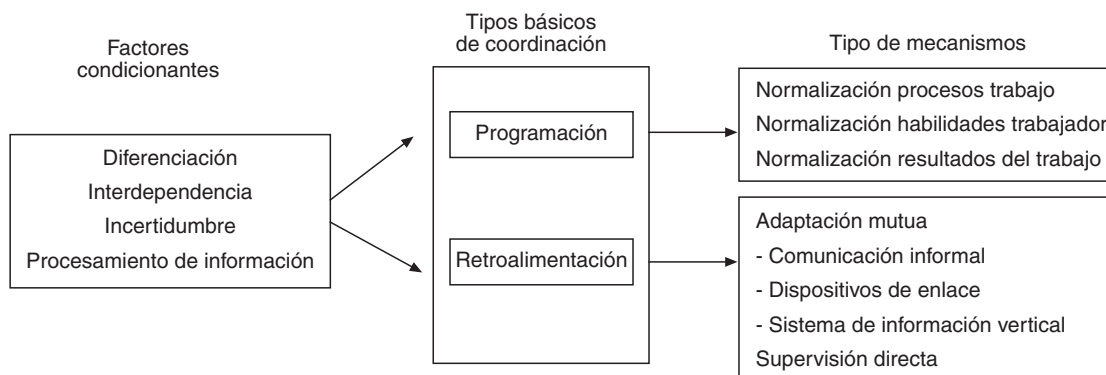 Factores
condicionantes
Diferenciación
Interdependencia
Incertidumbre
Procesamiento de información
Tipos básicos
de coordinación
Programación
Retroalimentación
Tipo de mecanismos
Normalización procesos trabajo
Normalización habilidades trabajador
Normalización resultados del trabajo
Adaptación mutua
- Comunicación informal
- Dispositivos de enlace
- Sistema de información vertical
Supervisión directa